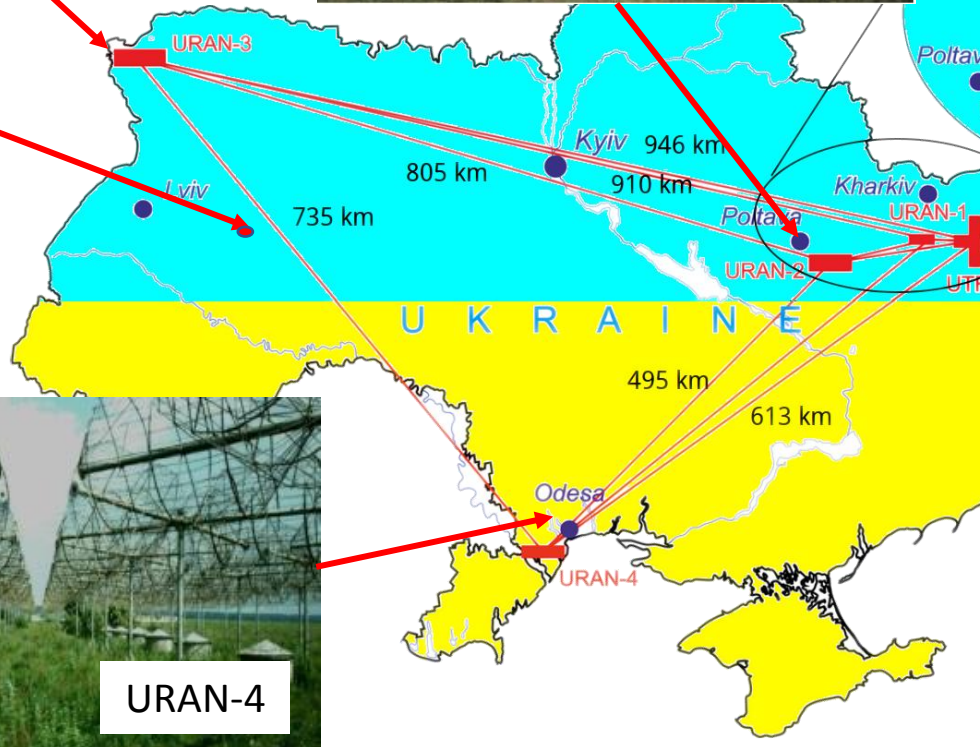 URAN-3
Poltav
Kyiv
946 km
805 km
910 km
Kharkiv
Lviv
735 km
Poltava
URAN-1
URAN-2
UTR
U K R A I N E
495 km
613 km
Odesa
URAN-4
URAN-4